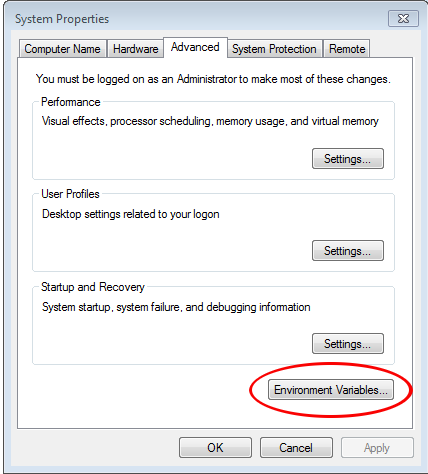 System Properties
Computer Name Hardware Advanced System Protection Remote
You must be logged on as an Administrator to make most of these changes.
Performance
Visual effects, processor scheduling, memory usage, and virtual memory
Settings...
User Profiles
Desktop settings related to your logon
Settings...
Startup and Recovery
System startup, system failure, and debugging information
Settings...
Environment Variables...
OK Cancel Apply